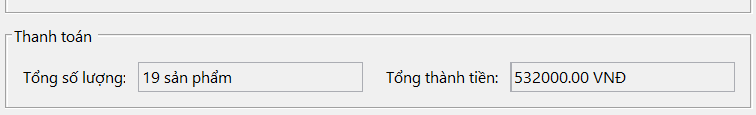 Thanh toán
Tổng số lượng: 19 sản phẩm Tổng thành tiền: 532000.00 VNĐ